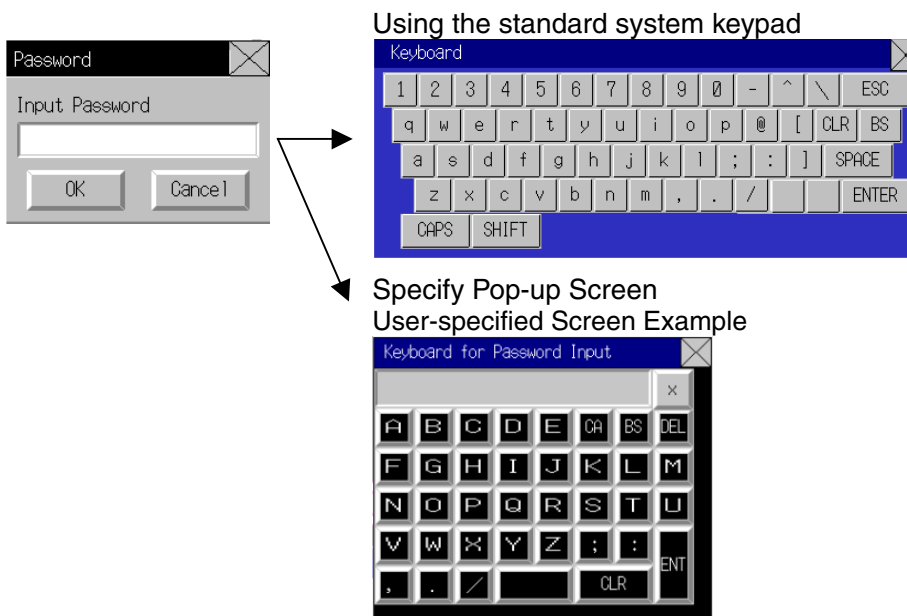 Using the standard system keypad
Password
Input Password
OK Cancel
Keyboard
1 2 3 4 5 6 7 8 9 0 - ^ \ ESC
q w e r t y u i o p @ [ CLR BS
a s d f g h j k l ; : ] SPACE
z x c v b n m , . / ENTER
CAPS SHIFT
Specify Pop-up Screen
User-specified Screen Example
Keyboard for Password Input
×
A B C D E CA BS DEL
F G H I J K L M
N O P Q R S T U
V W X Y Z ; : ENT
, . / CLR